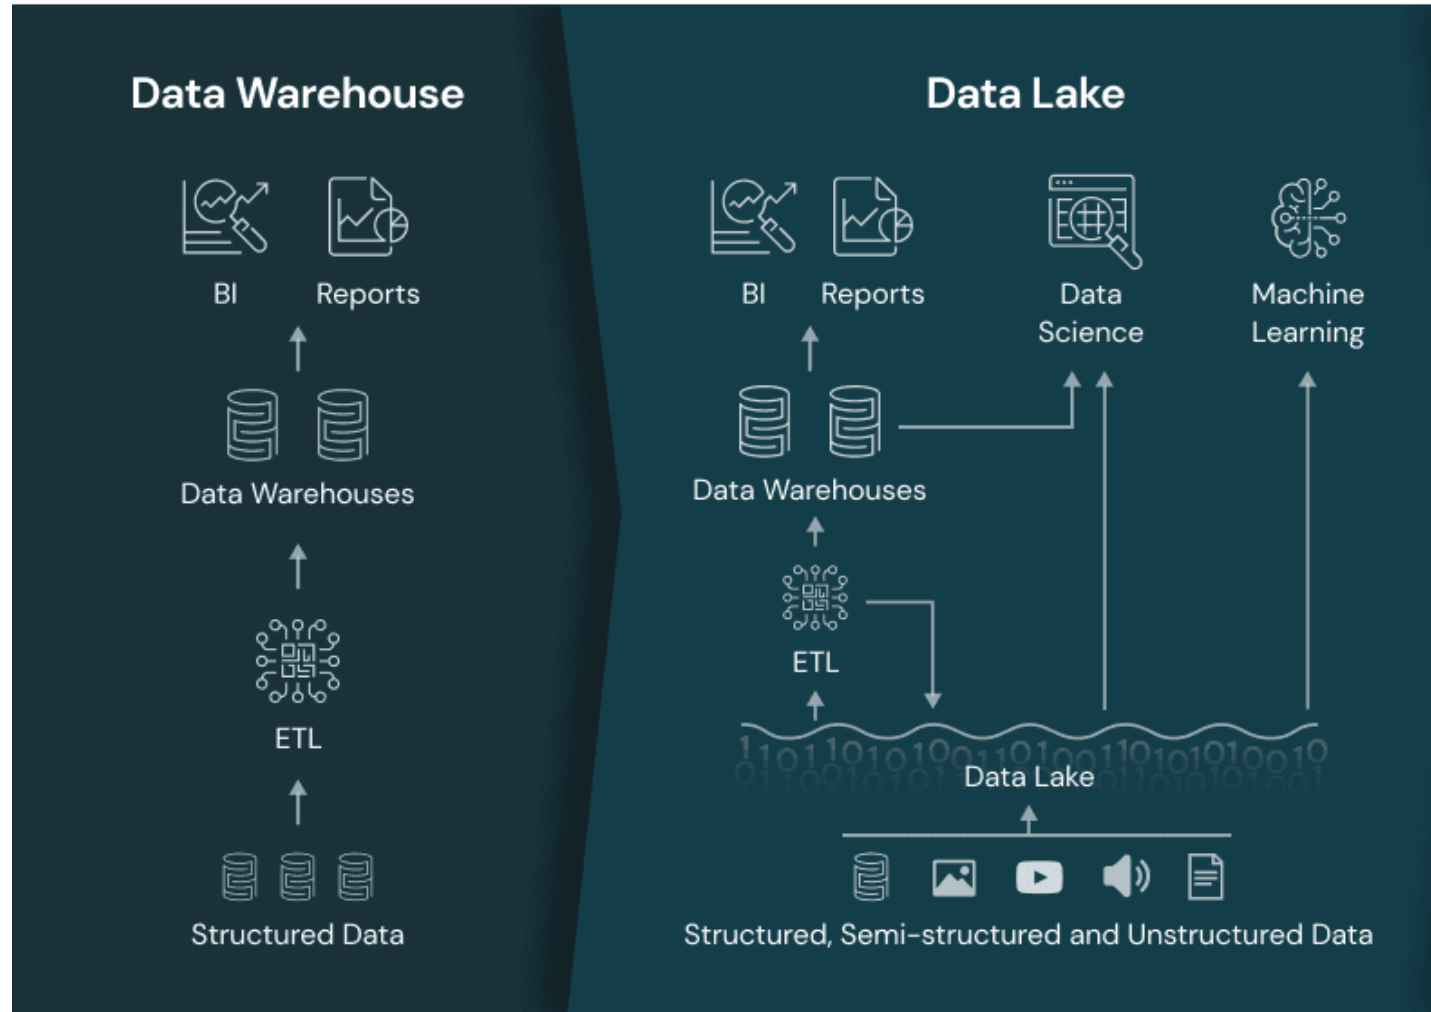 Data Warehouse
BI
Reports
Data Warehouses
ETL
Structured Data
Data Lake
BI
Reports
Data
Science
Machine
Learning
Data Warehouses
ETL
Data Lake
Structured, Semi-structured and Unstructured Data